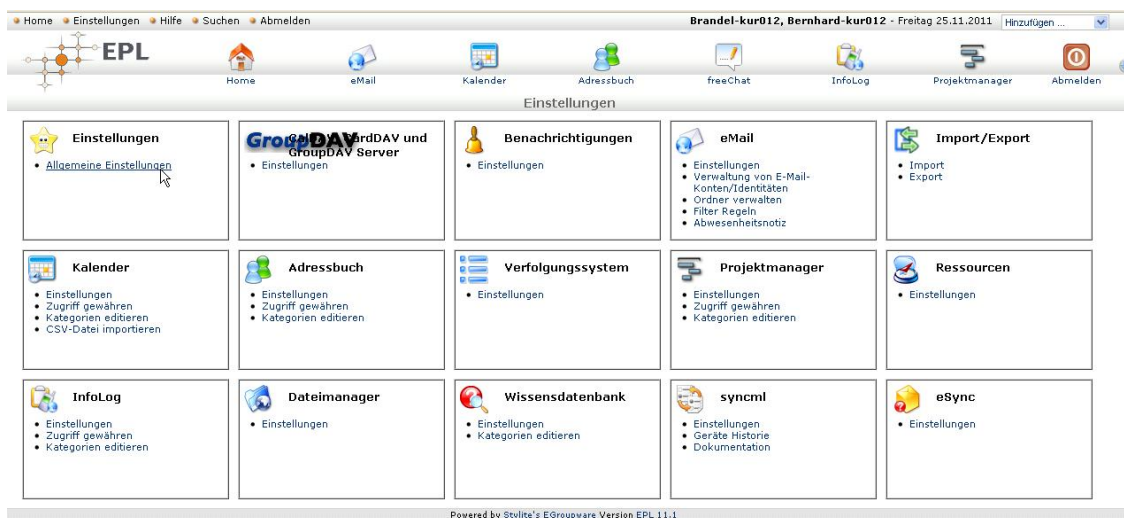 Home Einstellungen Hilfe Suchen Abmelden Brandel-kur012, Bernhard-kur012 - Freitag 25.11.2011 Hinzufügen ...
EPL
Home eMail Kalender Adressbuch freeChat InfoLog Projektmanager Abmelden
Einstellungen
Einstellungen
Allgemeine Einstellungen
GroupDAV
CalDAV, CardDAV und
GroupDAV Server
Einstellungen
Benachrichtigungen
Einstellungen
eMail
Einstellungen
Verwaltung von E-Mail-
Konten/Identitäten
Ordner verwalten
Filter Regeln
Abwesenheitsnotiz
Import/Export
Import
Export
Kalender
Einstellungen
Zugriff gewähren
Kategorien editieren
CSV-Datei importieren
Adressbuch
Einstellungen
Zugriff gewähren
Kategorien editieren
Verfolgungssystem
Einstellungen
Projektmanager
Einstellungen
Zugriff gewähren
Kategorien editieren
Ressourcen
Einstellungen
InfoLog
Einstellungen
Zugriff gewähren
Kategorien editieren
Dateimanager
Einstellungen
Wissensdatenbank
Einstellungen
Kategorien editieren
syncml
Einstellungen
Geräte Historie
Dokumentation
eSync
Einstellungen
Powered by Stylite's EGroupware Version EPL 11.1